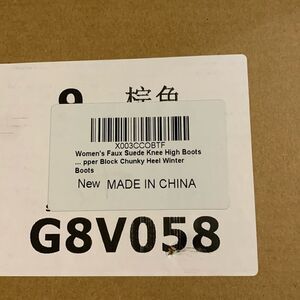 9 棕色
X003CCOBTF
Women's Faux Suede Knee High Boots
... pper Block Chunky Heel Winter
Boots
New MADE IN CHINA
G8V058